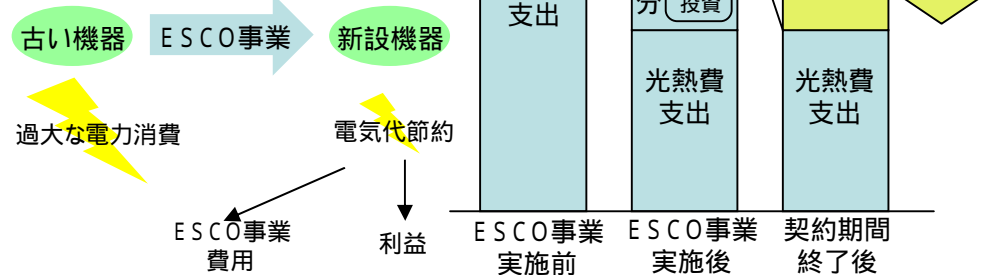 古い機器
ESCO事業
新設機器
過大な電力消費
電気代節約
ESCO事業
費用
利益
支出
分
投資
光熱費
支出
光熱費
支出
ESCO事業
実施前
ESCO事業
実施後
契約期間
終了後